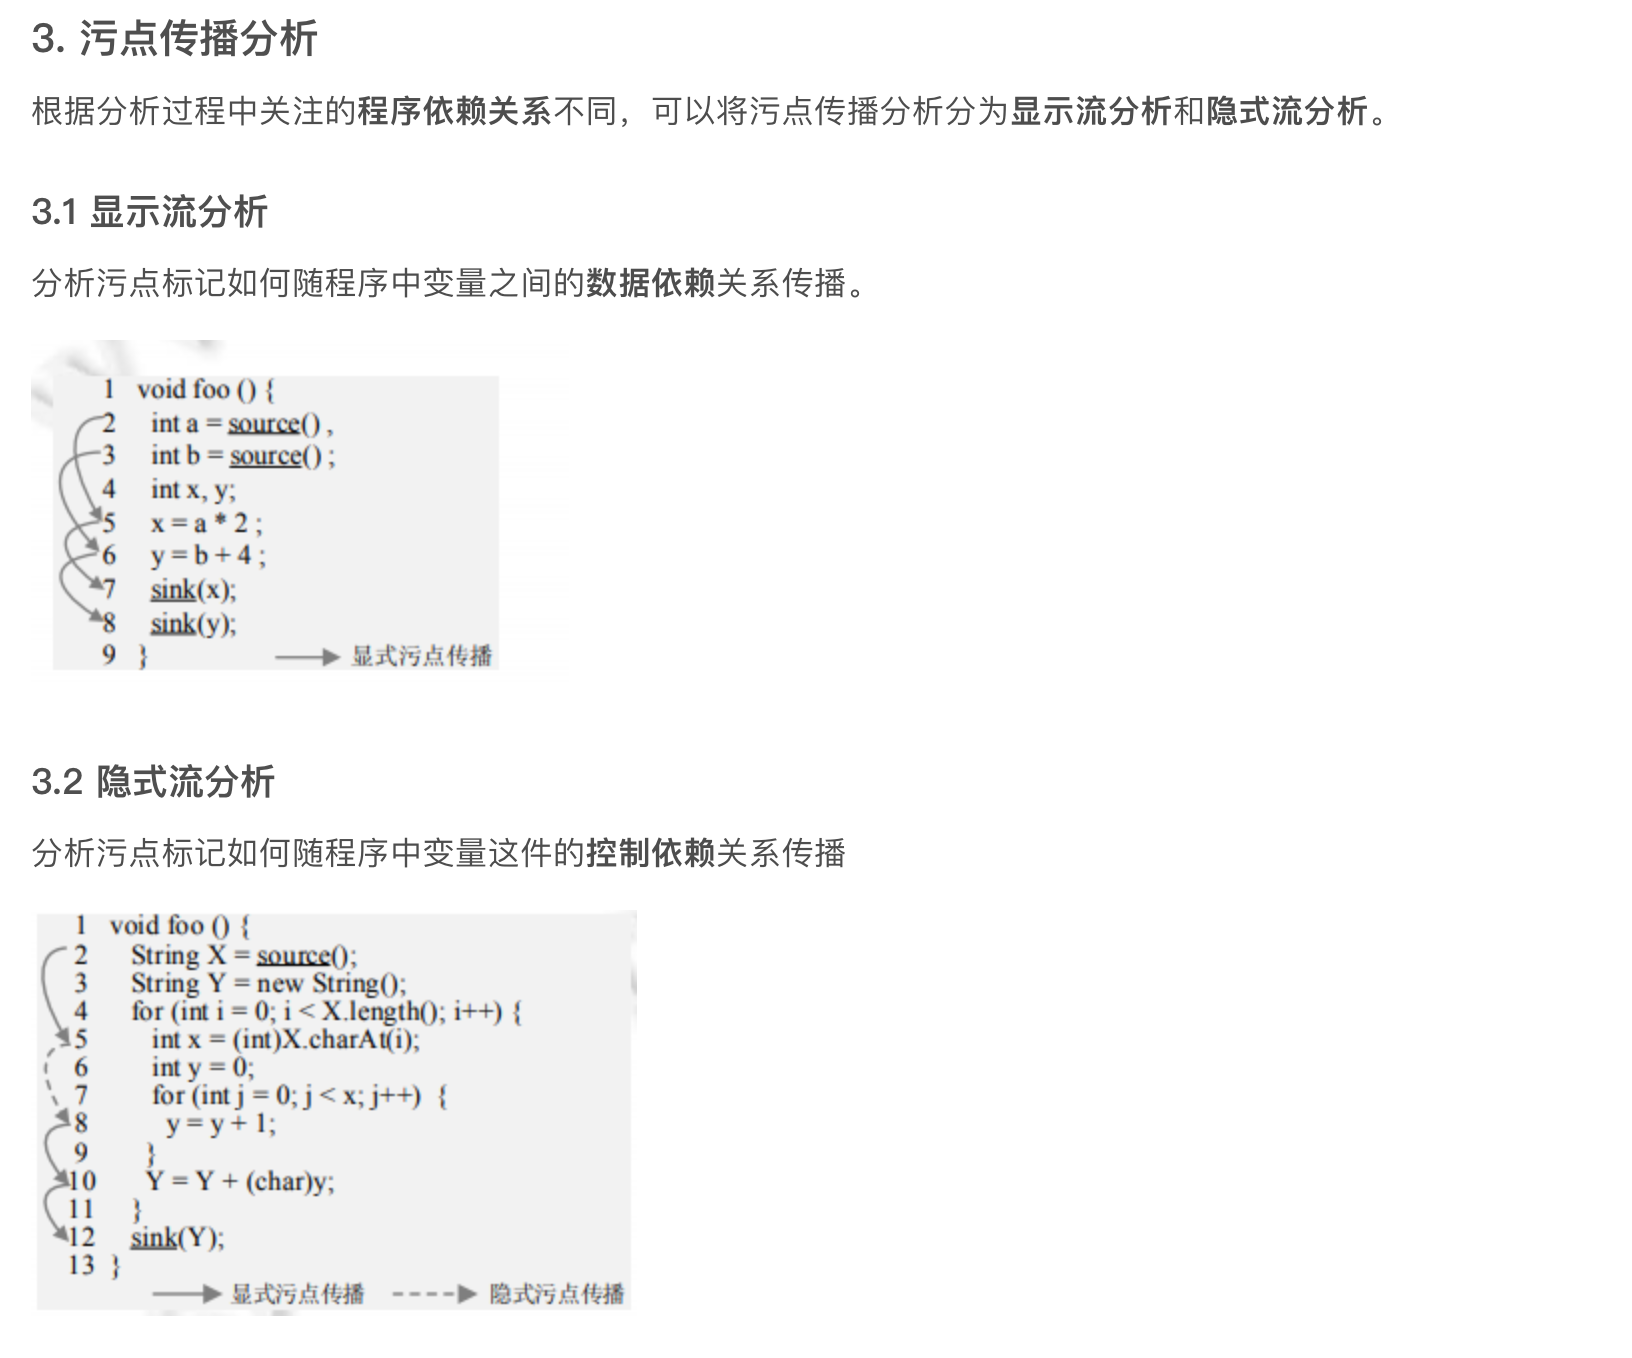 3. 污点传播分析
根据分析过程中关注的程序依赖关系不同，可以将污点传播分析分为显示流分析和隐式流分析。
3.1 显示流分析
分析污点标记如何随程序中变量之间的数据依赖关系传播。
1 void foo () {
2 int a = source() ,
3 int b = source() ;
4 int x, y;
5 x = a * 2 ;
6 y = b + 4 ;
7 sink(x);
8 sink(y);
9 }
显式污点传播
3.2 隐式流分析
分析污点标记如何随程序中变量这件的控制依赖关系传播
1 void foo () {
2 String X = source();
3 String Y = new String();
4 for (int i = 0; i < X.length(); i++) {
5 int x = (int)X.charAt(i);
6 int y = 0;
7 for (int j = 0; j < x; j++) {
8 y = y + 1;
9 }
10 Y = Y + (char)y;
11 }
12 sink(Y);
13 }
显式污点传播 隐式污点传播